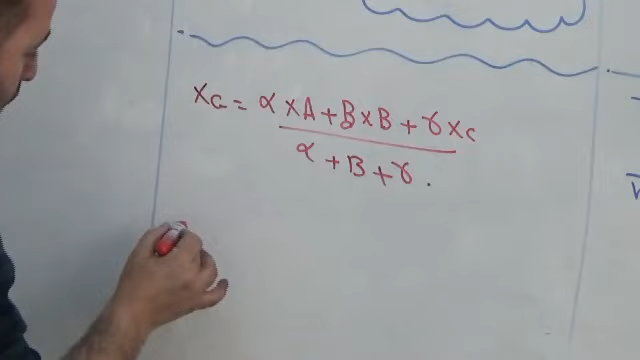 XG = α XA + B XB + γ XC
α + B + γ .